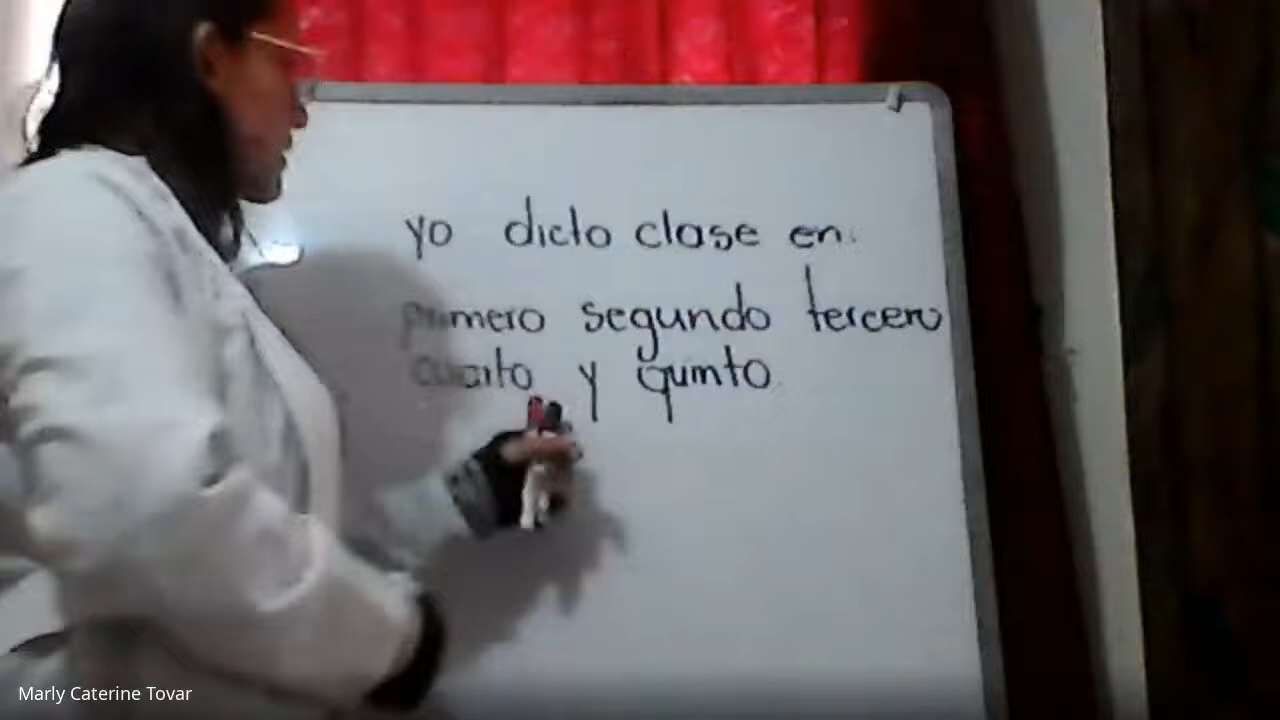 yo dicto clase en:
primero segundo tercero
cuarto y quinto
Marly Caterine Tovar